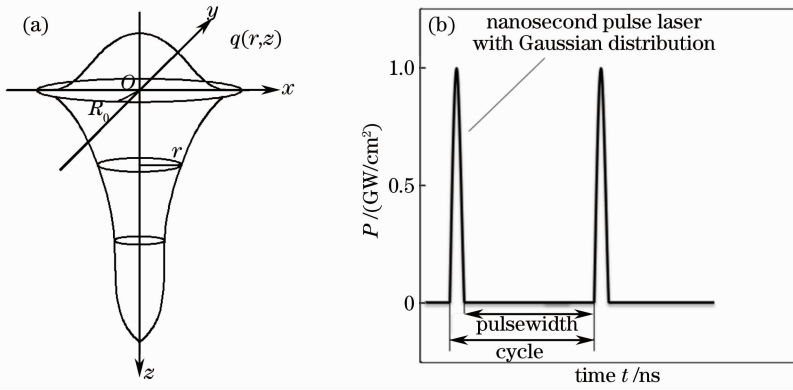 (a)
y
q(r,z)
O
x
R₀
r
z
(b)
nanosecond pulse laser
with Gaussian distribution
1.0
0.5
0
P /(GW/cm²)
pulsewidth
cycle
time t /ns